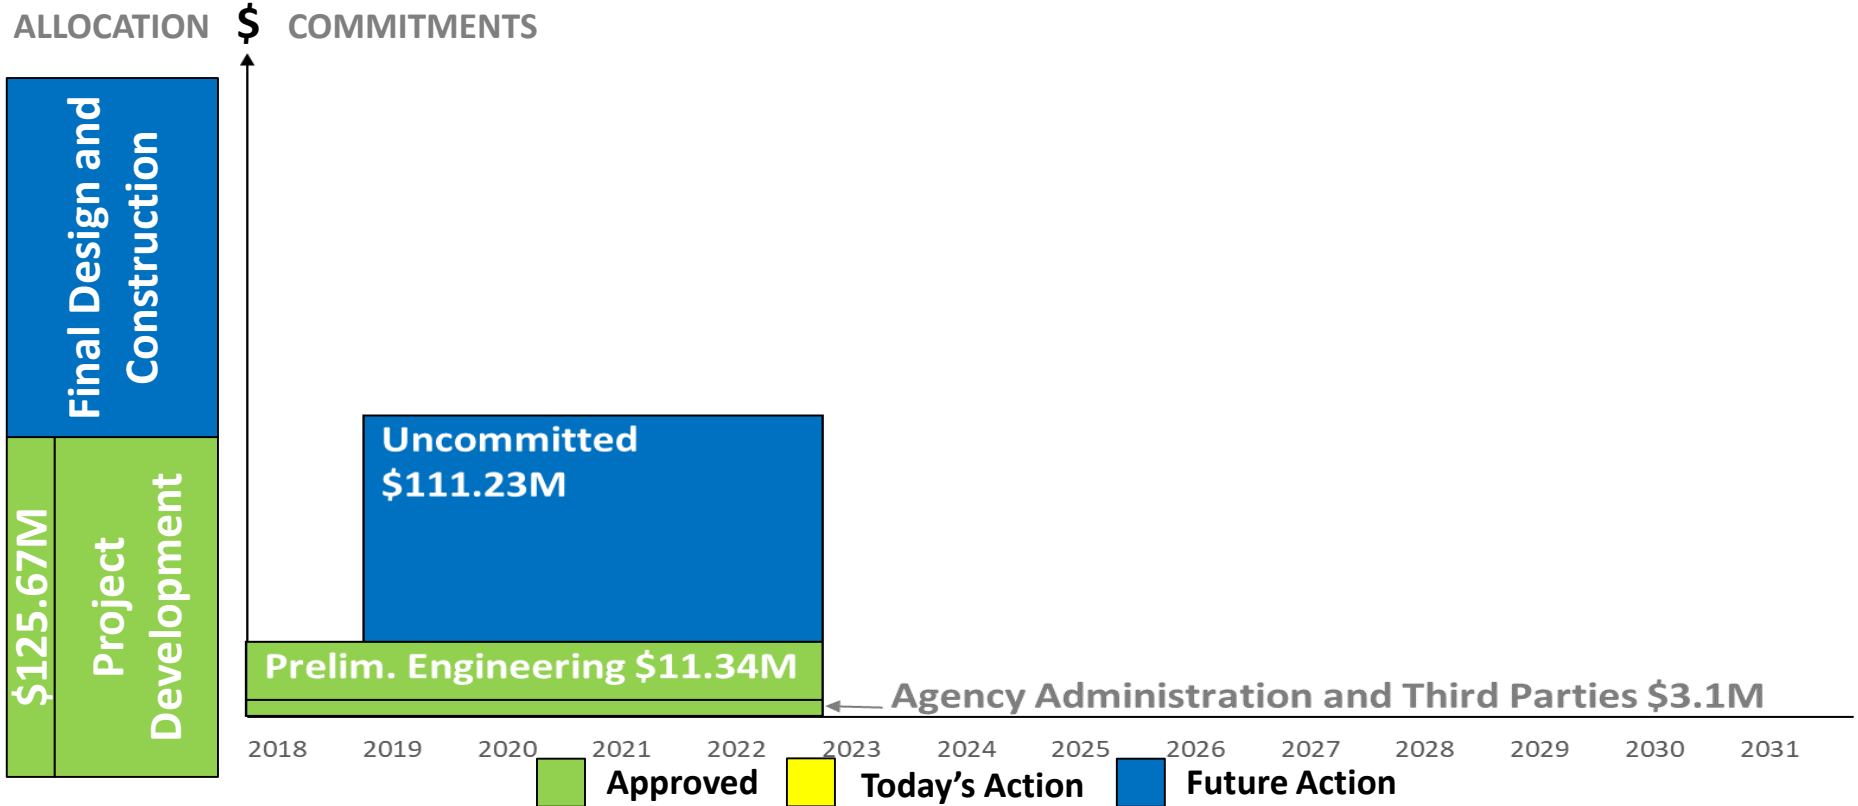 ALLOCATION $ COMMITMENTS
Final Design and
Construction
$125.67M
Project
Development
Uncommitted
$111.23M
Prelim. Engineering $11.34M
Agency Administration and Third Parties $3.1M
2018 2019 2020 2021 2022 2023 2024 2025 2026 2027 2028 2029 2030 2031
Approved Today’s Action Future Action